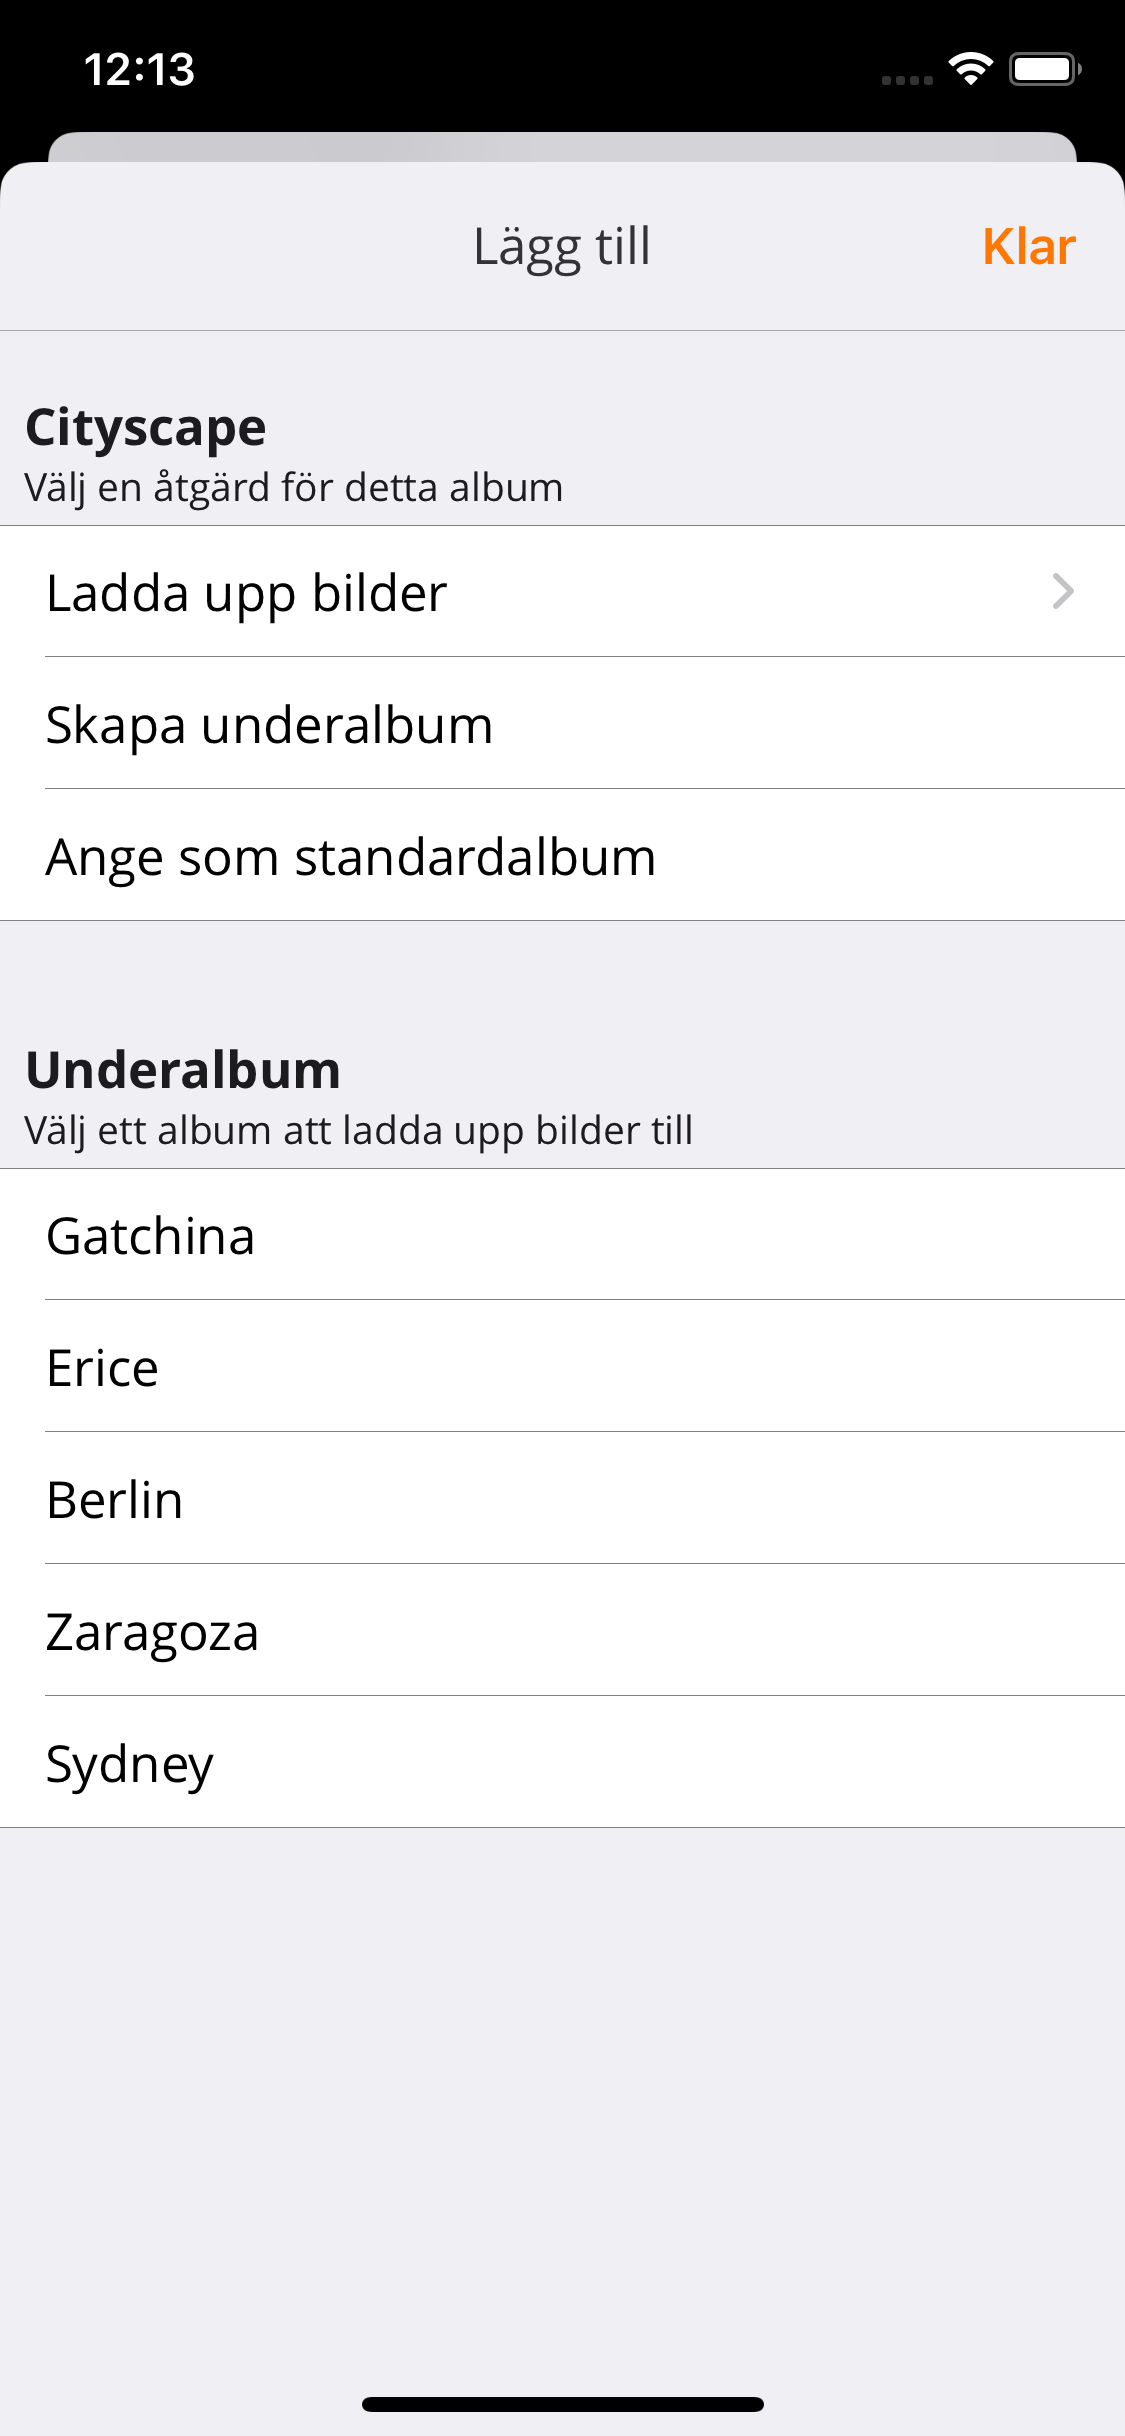 12:13
Lägg till
Klar
Cityscape
Välj en åtgärd för detta album
Ladda upp bilder
Skapa underalbum
Ange som standardalbum
Underalbum
Välj ett album att ladda upp bilder till
Gatchina
Erice
Berlin
Zaragoza
Sydney